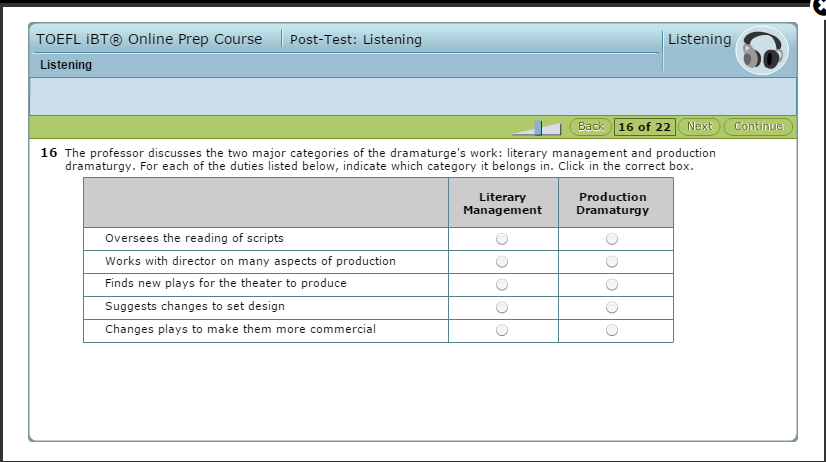 TOEFL iBT® Online Prep Course
Post-Test: Listening
Listening
Listening
Back
16 of 22
Next
Continue
16 The professor discusses the two major categories of the dramaturge's work: literary management and production
dramaturgy. For each of the duties listed below, indicate which category it belongs in. Click in the correct box.
Literary
Management
Production
Dramaturgy
Oversees the reading of scripts
Works with director on many aspects of production
Finds new plays for the theater to produce
Suggests changes to set design
Changes plays to make them more commercial